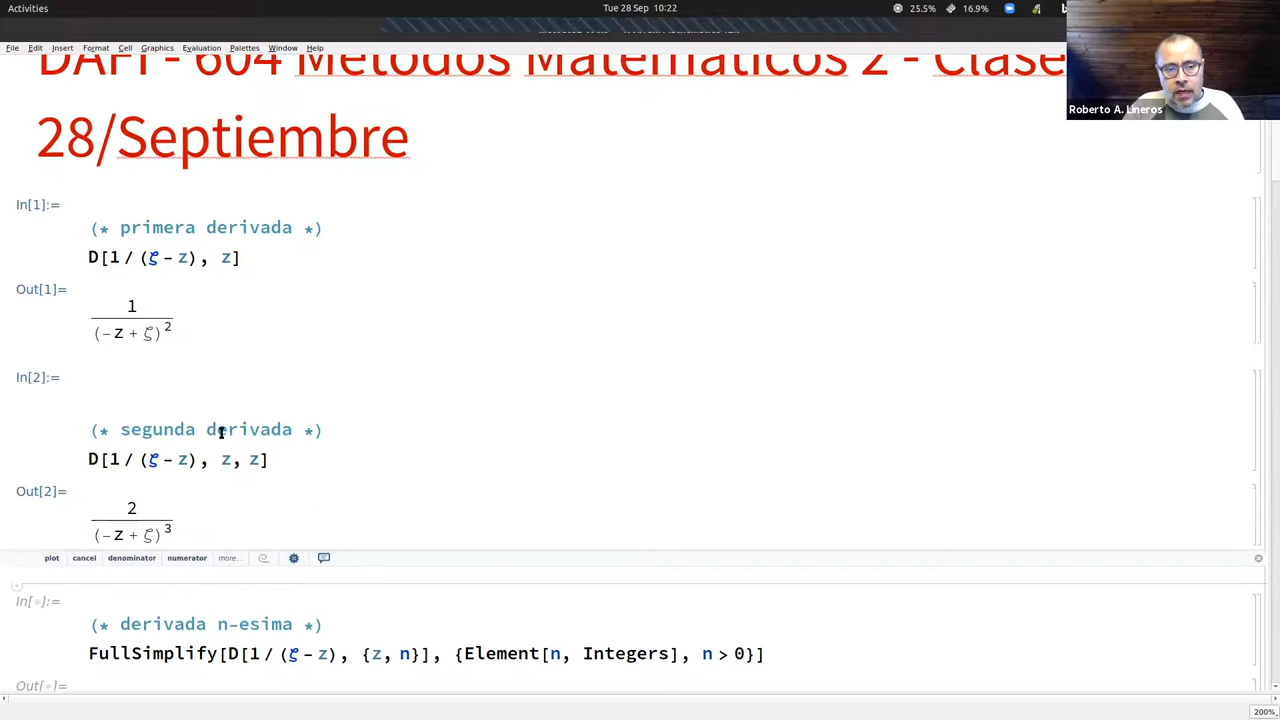 Activities
Tue 28 Sep 10:22
25.5%
16.9%
File Edit Insert Format Cell Graphics Evaluation Palettes Window Help
DAFI - 604 Métodos Matemáticos 2 - Clase
28/Septiembre
Roberto A. Lineros
In[1]:=
(* primera derivada *)
D[1 / (ζ - z), z]
Out[1]=
1
(- z + ζ)²
In[2]:=
(* segunda derivada *)
D[1 / (ζ - z), z, z]
Out[2]=
2
(- z + ζ)³
plot cancel denominator numerator more...
In[•]:=
(* derivada n-esima *)
FullSimplify[D[1 / (ζ - z), {z, n}], {Element[n, Integers], n > 0}]
Out[•]=
200%